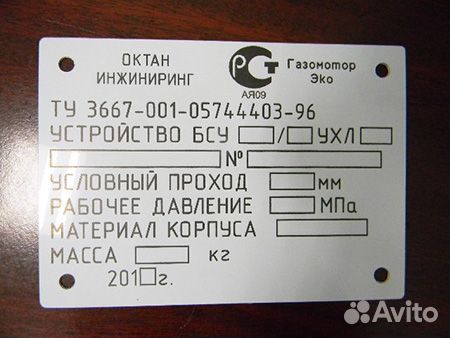 ОКТАН ИНЖИНИРИНГ
РСТ
АЯ09
Газомотор Эко
ТУ 3667-001-05744403-96
УСТРОЙСТВО БСУ □/□ УХЛ □
№
УСЛОВНЫЙ ПРОХОД □ мм
РАБОЧЕЕ ДАВЛЕНИЕ □ МПа
МАТЕРИАЛ КОРПУСА
МАССА □ кг
201□г.
Avito